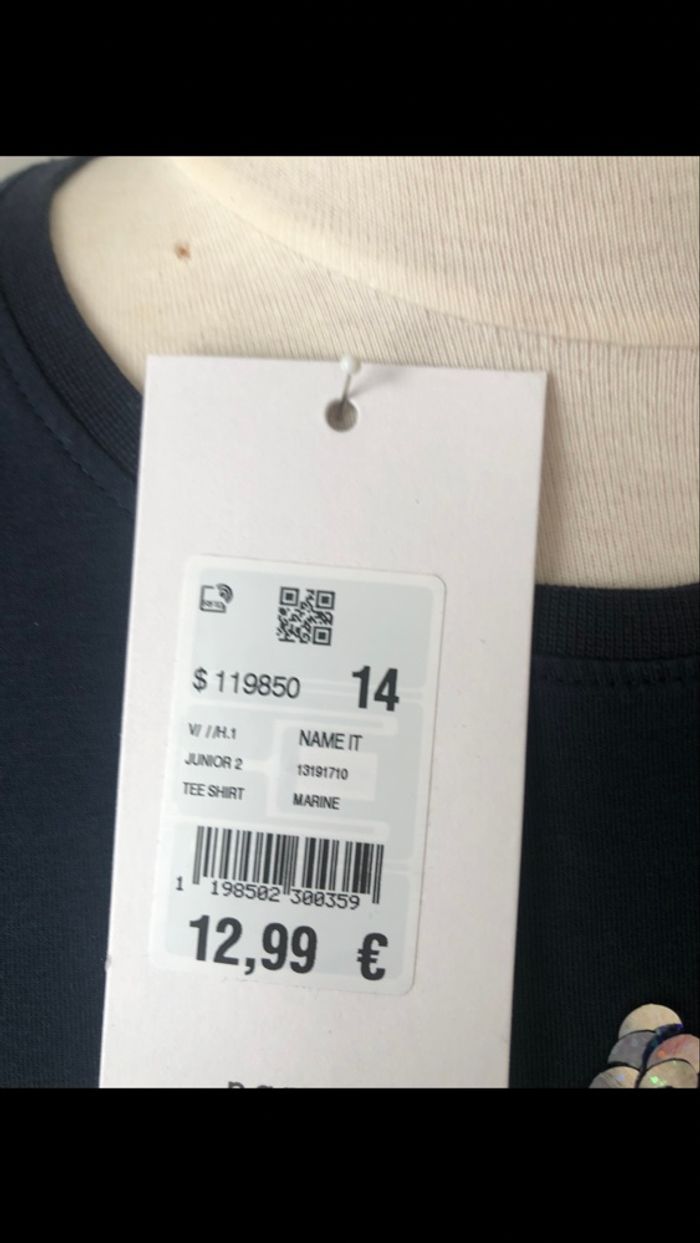 $ 119850 14
V/ / /H.1 NAME IT
JUNIOR 2 13191710
TEE SHIRT MARINE
1 198502 300359
12,99 €